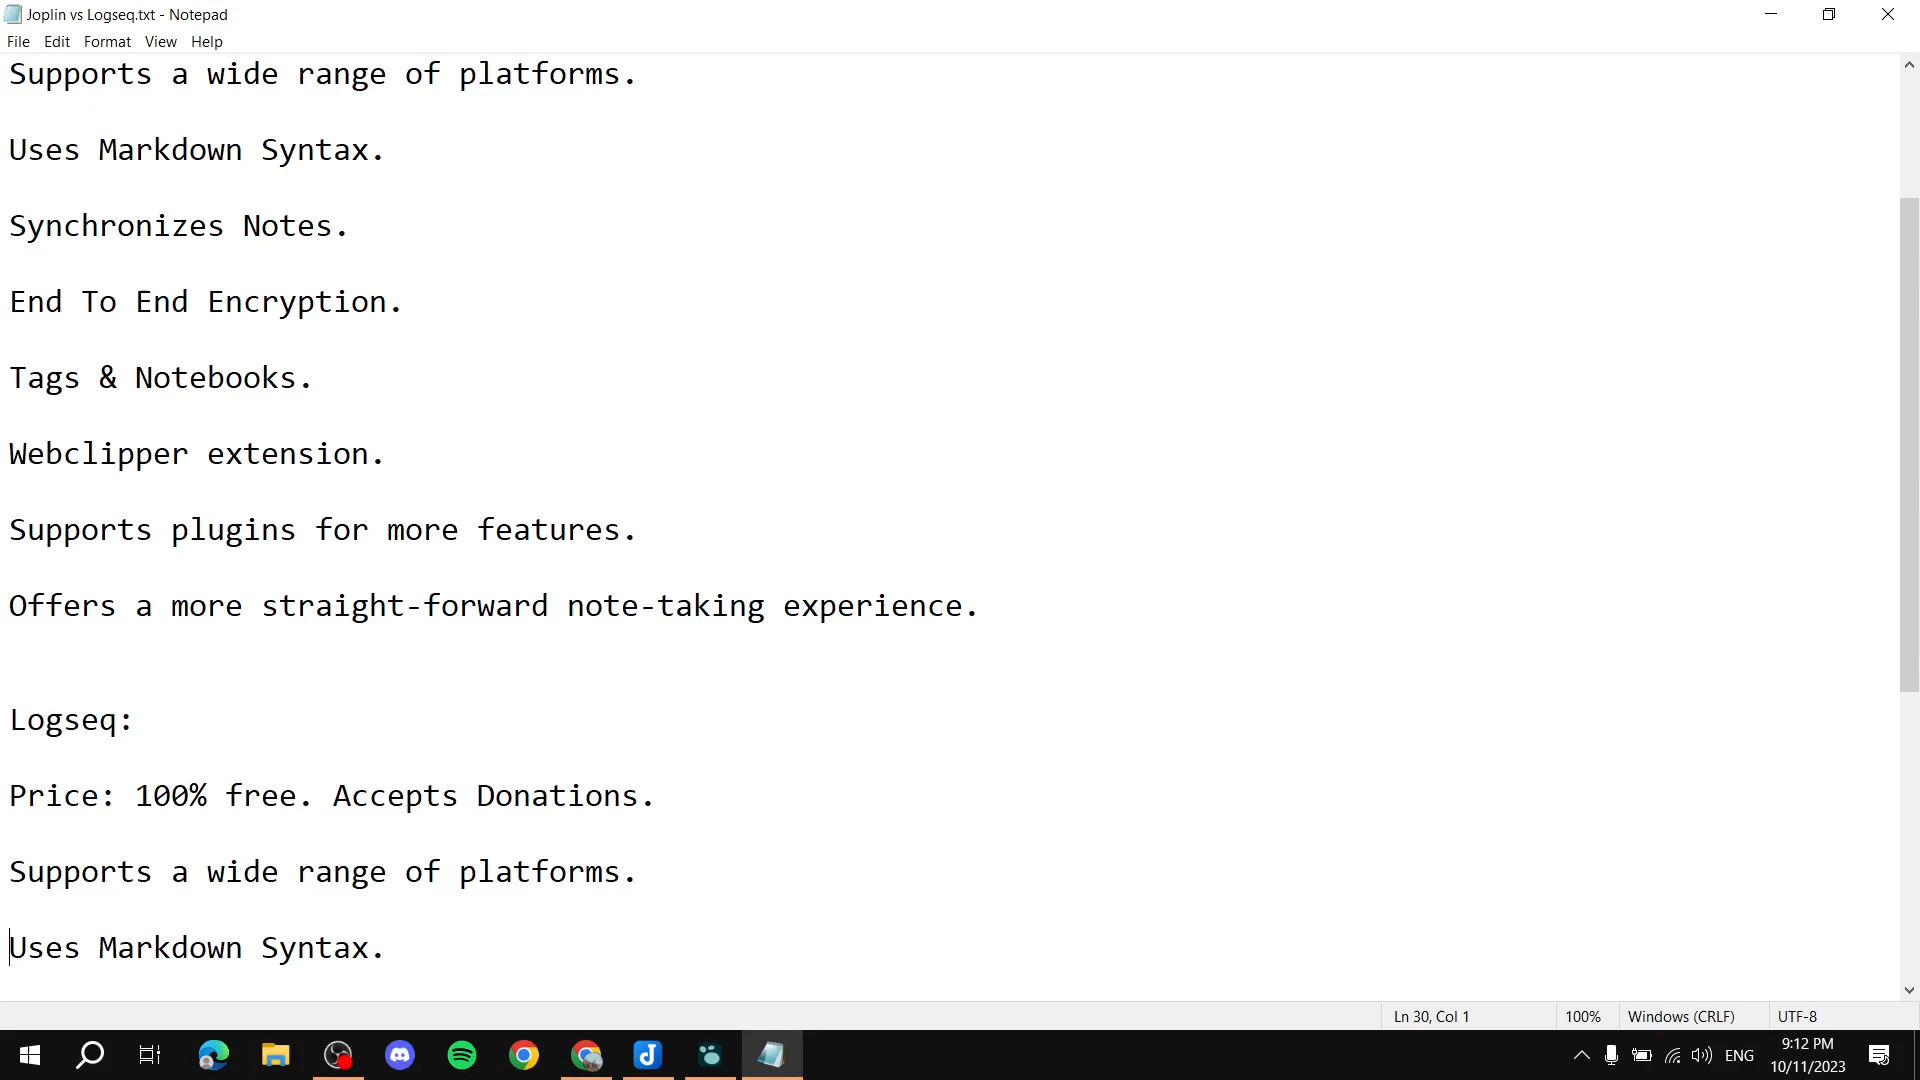 Joplin vs Logseq.txt - Notepad
File Edit Format View Help
Supports a wide range of platforms.
Uses Markdown Syntax.
Synchronizes Notes.
End To End Encryption.
Tags & Notebooks.
Webclipper extension.
Supports plugins for more features.
Offers a more straight-forward note-taking experience.
Logseq:
Price: 100% free. Accepts Donations.
Supports a wide range of platforms.
Uses Markdown Syntax.
Ln 30, Col 1 100% Windows (CRLF) UTF-8
ENG
9:12 PM
10/11/2023